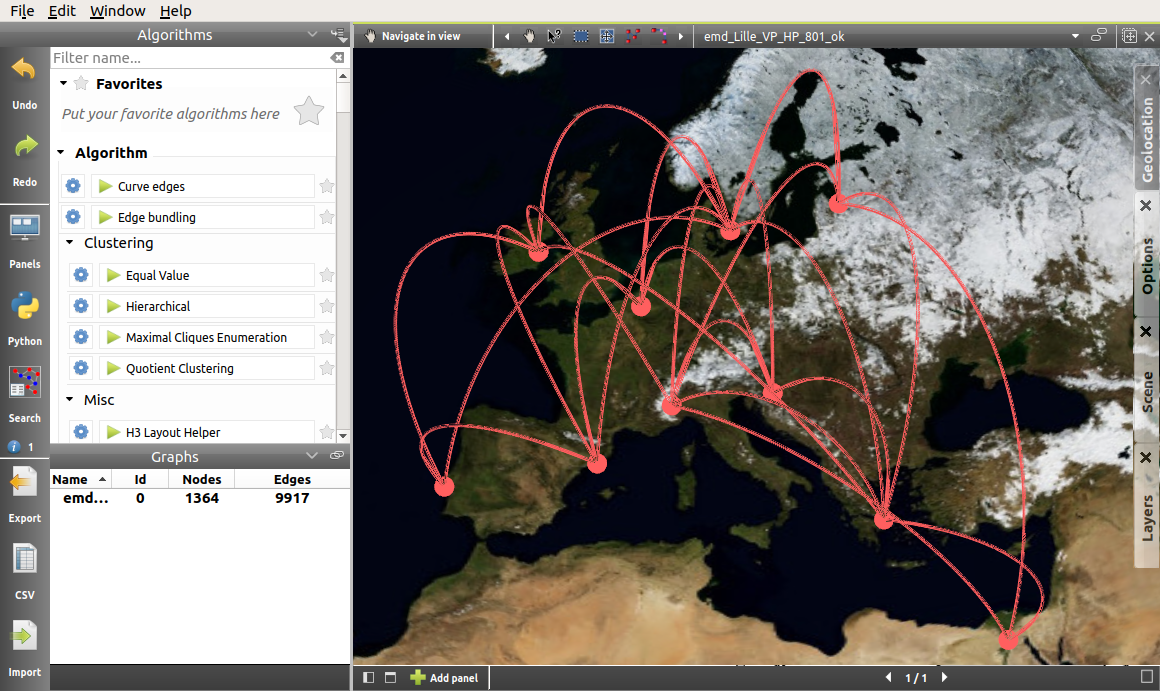 File Edit Window Help
Algorithms
Undo
Redo
Panels
Python
Search
1
Export
CSV
Import
Filter name...
Favorites
Put your favorite algorithms here
Algorithm
Curve edges
Edge bundling
Clustering
Equal Value
Hierarchical
Maximal Cliques Enumeration
Quotient Clustering
Misc
H3 Layout Helper
Graphs
Name Id Nodes Edges
emd... 0 1364 9917
Navigate in view
emd_Lille_VP_HP_801_ok
Geolocation
Options
Scene
Layers
Add panel
1/1